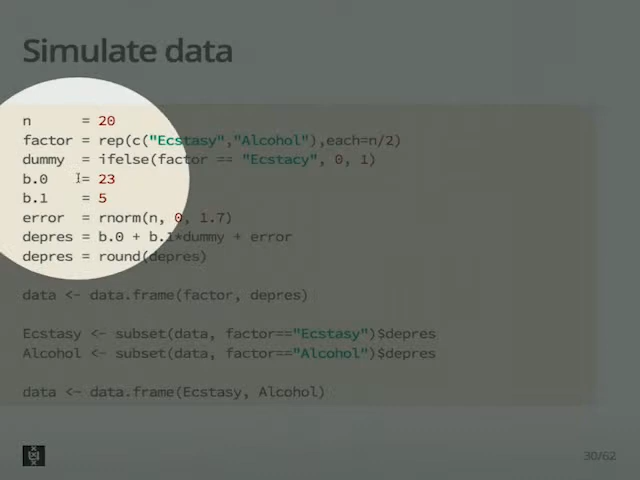 Simulate data
n      = 20
factor = rep(c("Ecstasy","Alcohol"),each=n/2)
dummy  = ifelse(factor == "Ecstacy", 0, 1)
b.0    = 23
b.1    = 5
error  = rnorm(n, 0, 1.7)
depres = b.0 + b.1*dummy + error
depres = round(depres)
data <- data.frame(factor, depres)
Ecstasy <- subset(data, factor=="Ecstasy")$depres
Alcohol <- subset(data, factor=="Alcohol")$depres
data <- data.frame(Ecstasy, Alcohol)
30/62